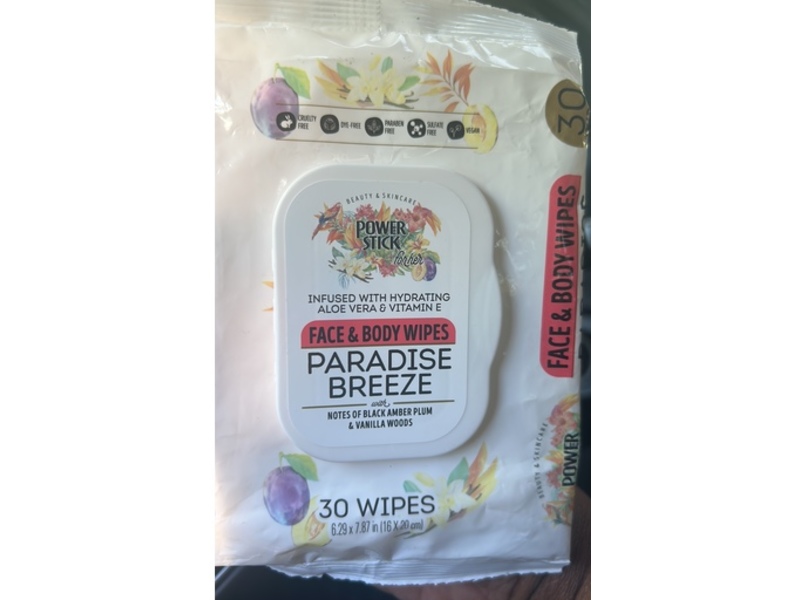 CRUELTY
FREE
DYE-FREE
PARABEN
FREE
SULFATE
FREE
VEGAN
30
BEAUTY & SKINCARE
POWER
STICK
for her
INFUSED WITH HYDRATING
ALOE VERA & VITAMIN E
FACE & BODY WIPES
PARADISE
BREEZE
with
NOTES OF BLACK AMBER PLUM
& VANILLA WOODS
30 WIPES
6.29 x 7.87 in (16 X 20 cm)
FACE & BODY WIPES
BEAUTY & SKINCARE
POWER